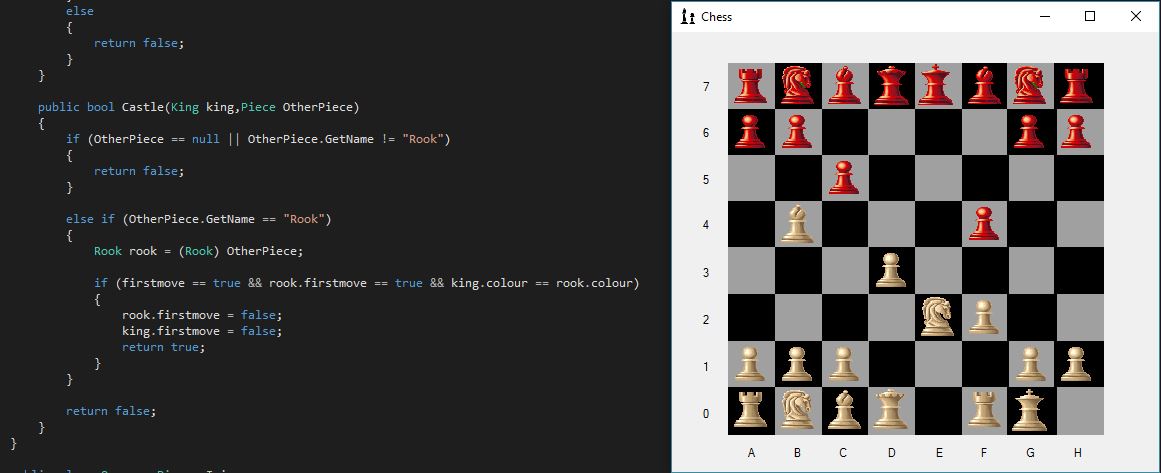 else
{
return false;
}
}
public bool Castle(King king,Piece OtherPiece)
{
if (OtherPiece == null || OtherPiece.GetName != "Rook")
{
return false;
}
else if (OtherPiece.GetName == "Rook")
{
Rook rook = (Rook) OtherPiece;
if (firstmove == true && rook.firstmove == true && king.colour == rook.colour)
{
rook.firstmove = false;
king.firstmove = false;
return true;
}
}
return false;
}
}
Chess
7
6
5
4
3
2
1
0
A B C D E F G H